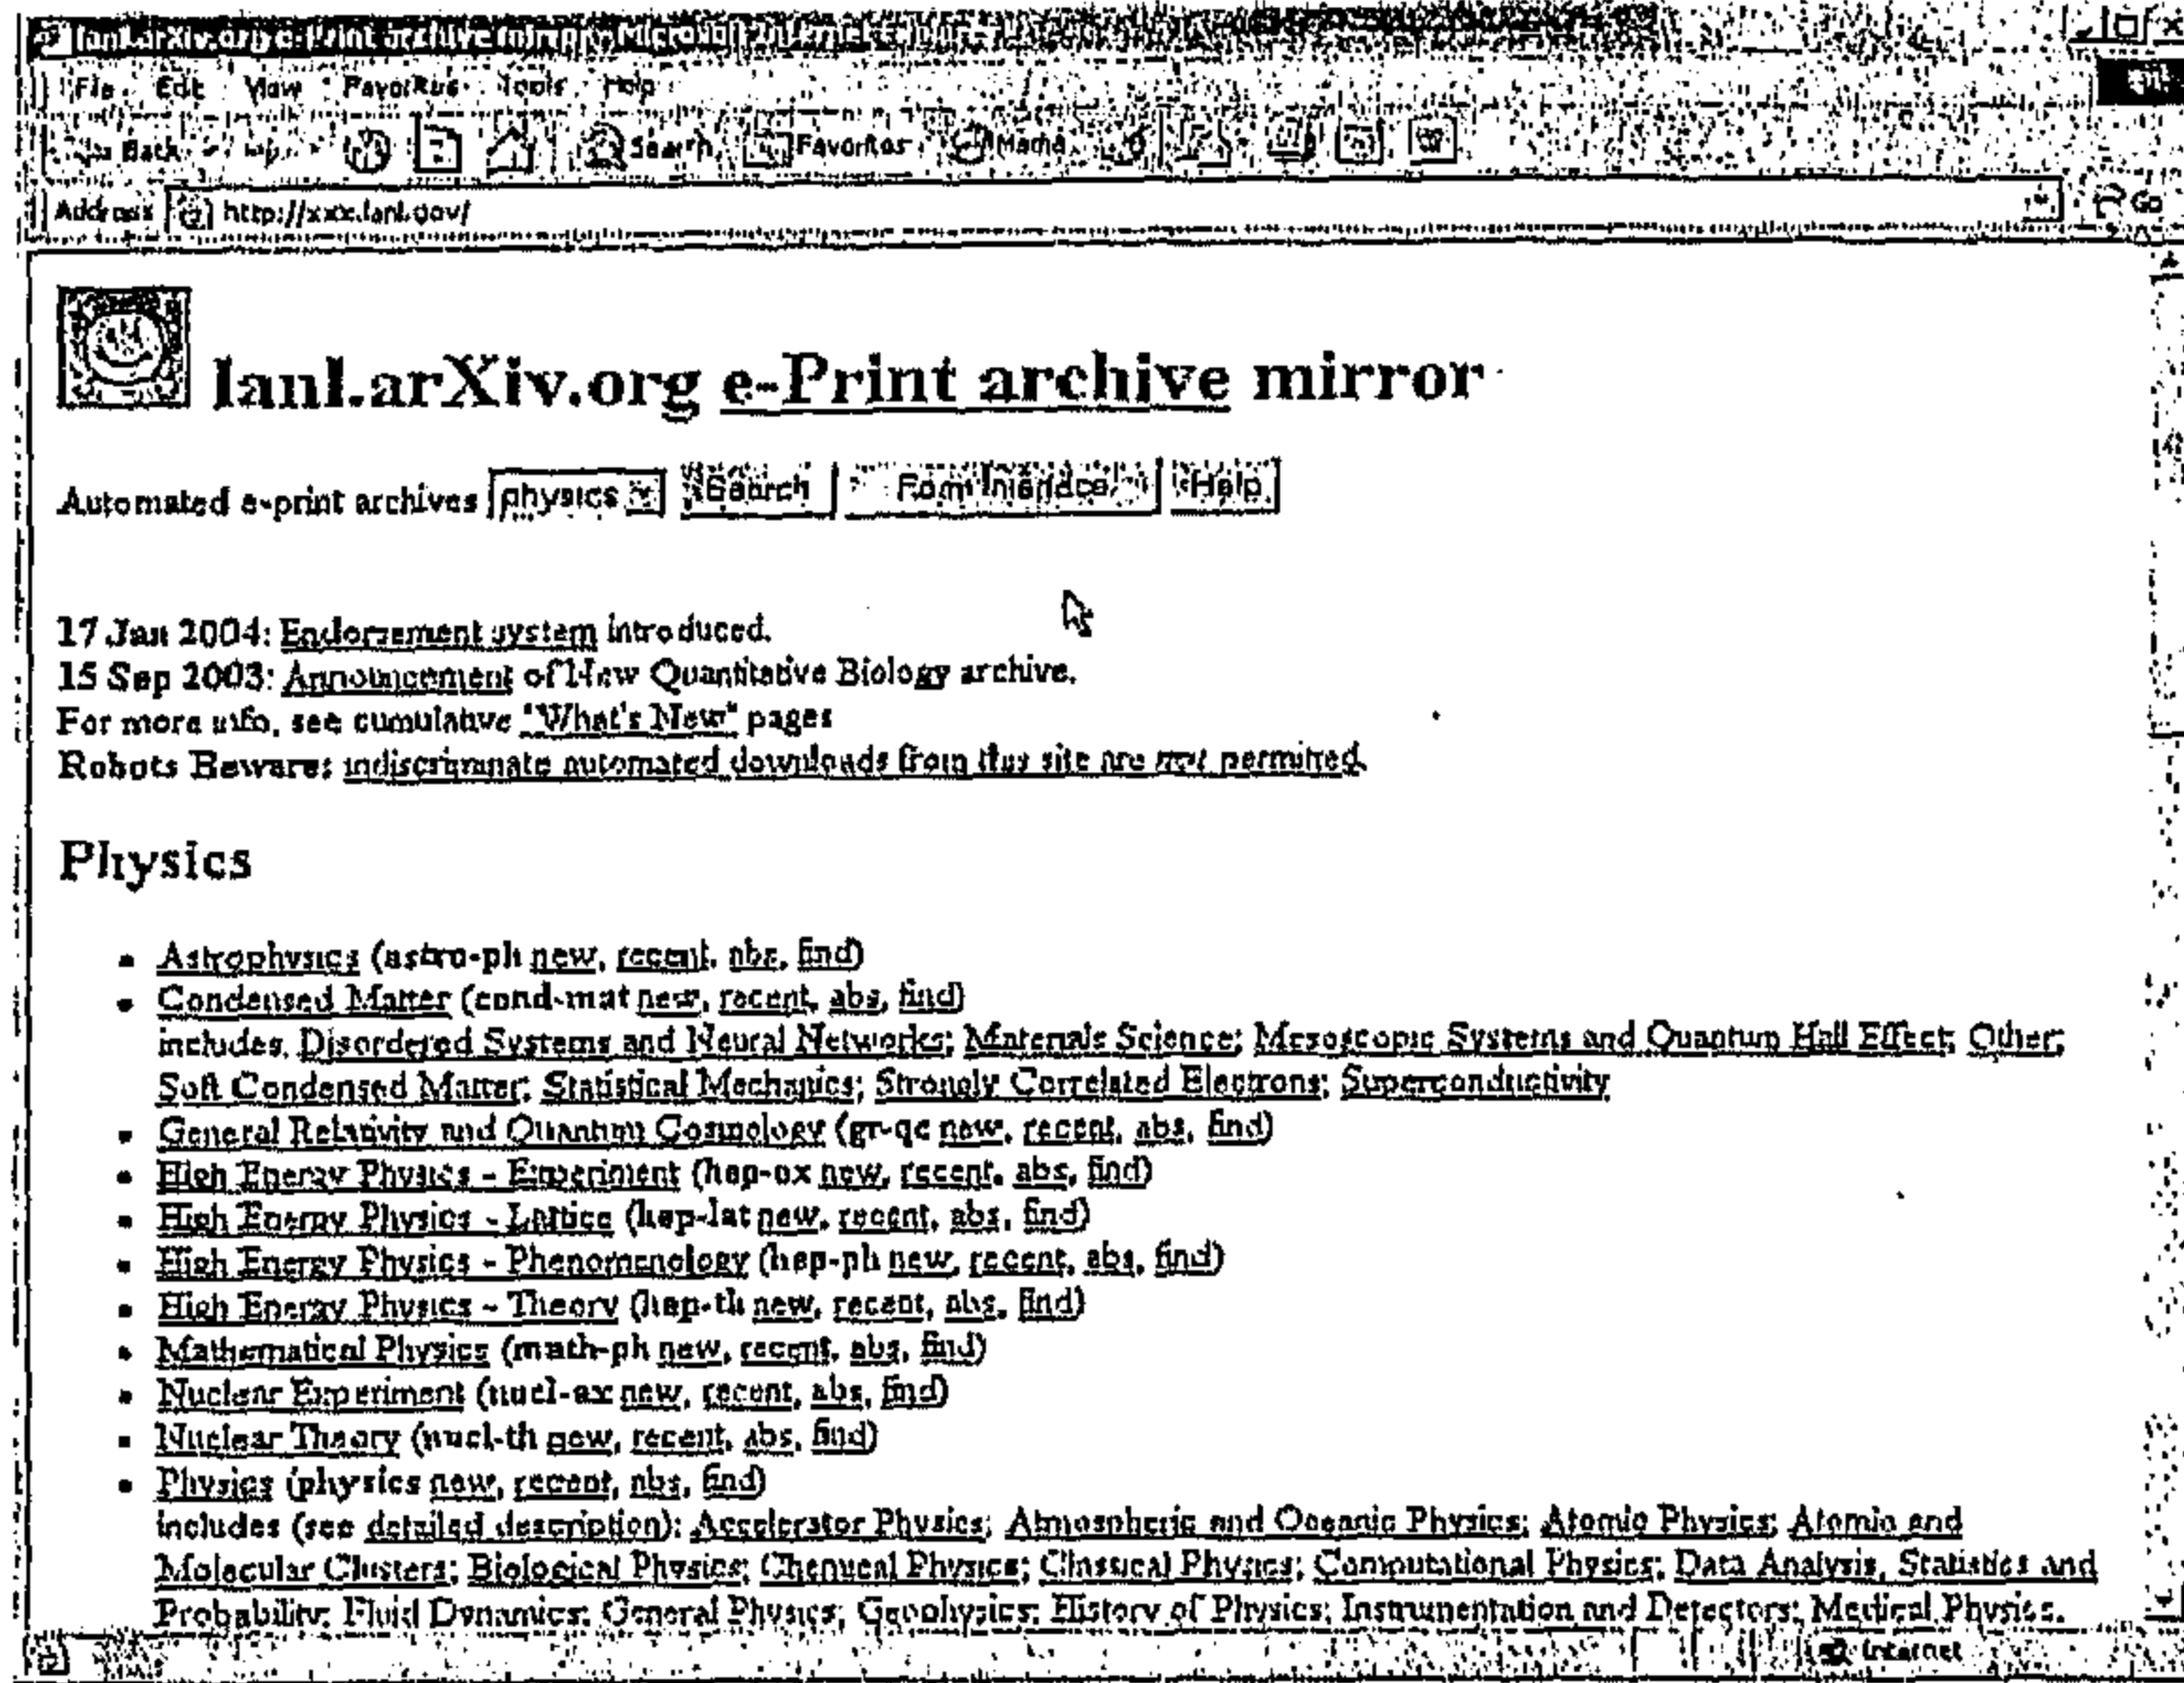 lanl.arXiv.org e-Print archive mirror - Microsoft Internet Explorer
File Edit View Favorites Tools Help
Back Search Favorites Media
Address http://xxx.lanl.gov/ Go
lanl.arXiv.org e-Print archive mirror
Automated e-print archives physics Search Form Interface Help
17 Jan 2004: Endorsement system introduced.
15 Sep 2003: Announcement of New Quantitative Biology archive.
For more info, see cumulative "What's New" pages
Robots Beware: indiscriminate automated downloads from this site are not permitted.
Physics
• Astrophysics (astro-ph new, recent, abs, find)
• Condensed Matter (cond-mat new, recent, abs, find)
includes: Disordered Systems and Neural Networks; Materials Science; Mesoscopic Systems and Quantum Hall Effect; Other;
Soft Condensed Matter; Statistical Mechanics; Strongly Correlated Electrons; Superconductivity
• General Relativity and Quantum Cosmology (gr-qc new, recent, abs, find)
• High Energy Physics - Experiment (hep-ex new, recent, abs, find)
• High Energy Physics - Lattice (hep-lat new, recent, abs, find)
• High Energy Physics - Phenomenology (hep-ph new, recent, abs, find)
• High Energy Physics - Theory (hep-th new, recent, abs, find)
• Mathematical Physics (math-ph new, recent, abs, find)
• Nuclear Experiment (nucl-ex new, recent, abs, find)
• Nuclear Theory (nucl-th new, recent, abs, find)
• Physics (physics new, recent, abs, find)
includes (see detailed description): Accelerator Physics; Atmospheric and Oceanic Physics; Atomic Physics; Atomic and
Molecular Clusters; Biological Physics; Chemical Physics; Classical Physics; Computational Physics; Data Analysis, Statistics and
Probability; Fluid Dynamics; General Physics; Geophysics; History of Physics; Instrumentation and Detectors; Medical Physics.
Internet